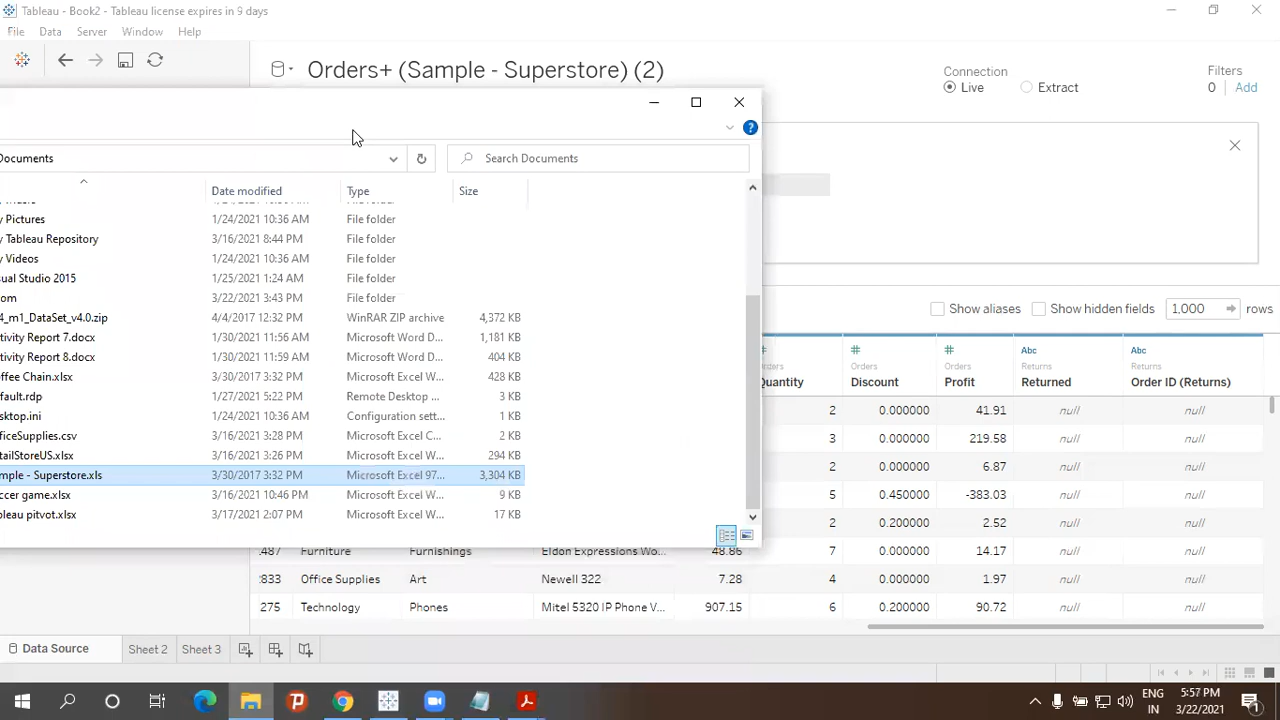 Tableau - Book2 - Tableau license expires in 9 days
File Data Server Window Help
Orders+ (Sample - Superstore) (2)
Connection
Live Extract
Filters
0 Add
Documents
Search Documents
Date modified Type Size
y Pictures 1/24/2021 10:36 AM File folder
y Tableau Repository 3/16/2021 8:44 PM File folder
y Videos 1/24/2021 10:36 AM File folder
sual Studio 2015 1/25/2021 1:24 AM File folder
om 3/22/2021 3:43 PM File folder
4_m1_DataSet_v4.0.zip 4/4/2017 12:32 PM WinRAR ZIP archive 4,372 KB
tivity Report 7.docx 1/30/2021 11:56 AM Microsoft Word D... 1,181 KB
tivity Report 8.docx 1/30/2021 11:59 AM Microsoft Word D... 404 KB
ffee Chain.xlsx 3/30/2017 3:32 PM Microsoft Excel W... 428 KB
fault.rdp 1/27/2021 5:22 PM Remote Desktop ... 3 KB
sktop.ini 1/24/2021 10:36 AM Configuration sett... 1 KB
ficeSupplies.csv 3/16/2021 3:28 PM Microsoft Excel C... 2 KB
tailStoreUS.xlsx 3/16/2021 3:26 PM Microsoft Excel W... 294 KB
mple - Superstore.xls 3/30/2017 3:32 PM Microsoft Excel 97... 3,304 KB
ccer game.xlsx 3/16/2021 10:46 PM Microsoft Excel W... 9 KB
bleau pitvot.xlsx 3/17/2021 2:07 PM Microsoft Excel W... 17 KB
Show aliases Show hidden fields 1,000 rows
# # # Abc Abc
Orders Orders Orders Returns Returns
Quantity Discount Profit Returned Order ID (Returns)
2 0.000000 41.91 null null
3 0.000000 219.58 null null
2 0.000000 6.87 null null
5 0.450000 -383.03 null null
2 0.200000 2.52 null null
487 Furniture Furnishings Eldon Expressions Wo... 48.86 7 0.000000 14.17 null null
2833 Office Supplies Art Newell 322 7.28 4 0.000000 1.97 null null
275 Technology Phones Mitel 5320 IP Phone V... 907.15 6 0.200000 90.72 null null
Data Source Sheet 2 Sheet 3
ENG 5:57 PM
IN 3/22/2021
1